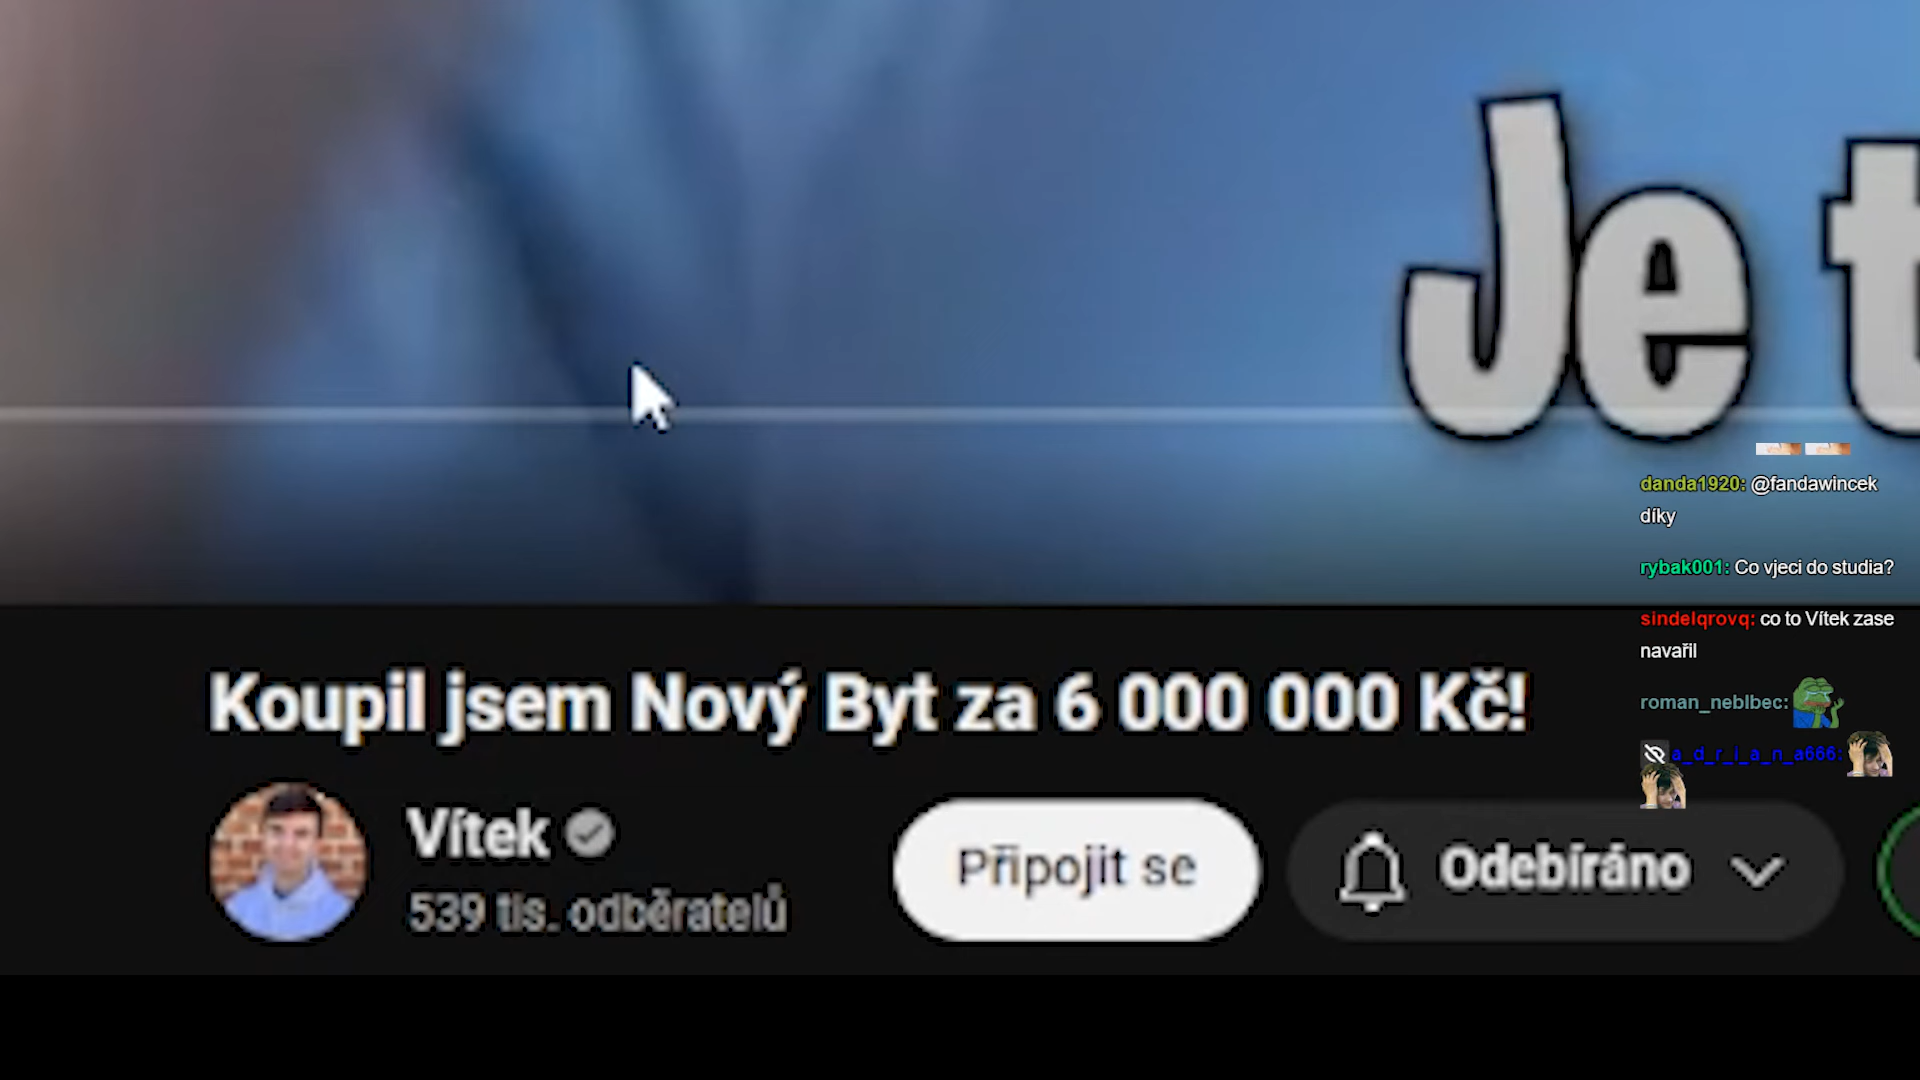 Je t
danda1920: @fandawincek
díky
rybak001: Co vjeci do studia?
sindelqrovq: co to Vítek zase
navařil
roman_neblbec:
a_d_r_i_a_n_a666:
Koupil jsem Nový Byt za 6 000 000 Kč!
Vítek
539 tis. odběratelů
Připojit se
Odebíráno